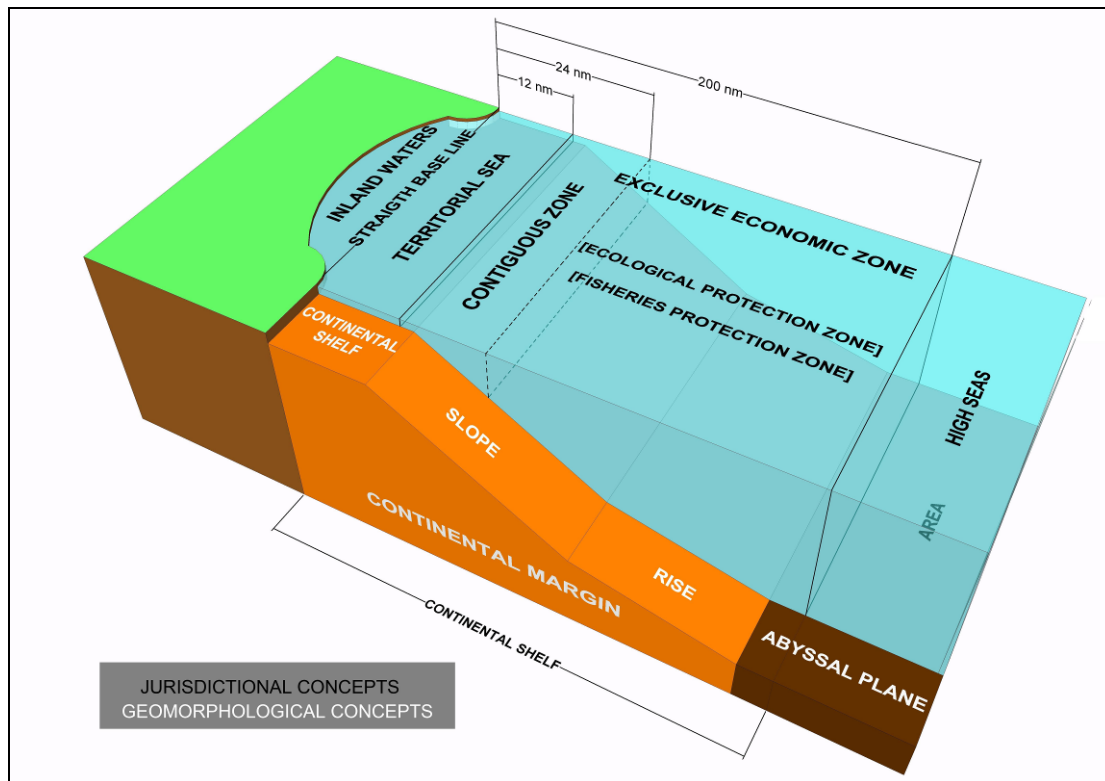 200 nm
24 nm
12 nm
INLAND WATERS
STRAIGTH BASE LINE
TERRITORIAL SEA
CONTIGUOUS ZONE
EXCLUSIVE ECONOMIC ZONE
[ECOLOGICAL PROTECTION ZONE]
[FISHERIES PROTECTION ZONE]
HIGH SEAS
AREA
CONTINENTAL
SHELF
SLOPE
RISE
CONTINENTAL MARGIN
ABYSSAL PLANE
CONTINENTAL SHELF
JURISDICTIONAL CONCEPTS
GEOMORPHOLOGICAL CONCEPTS